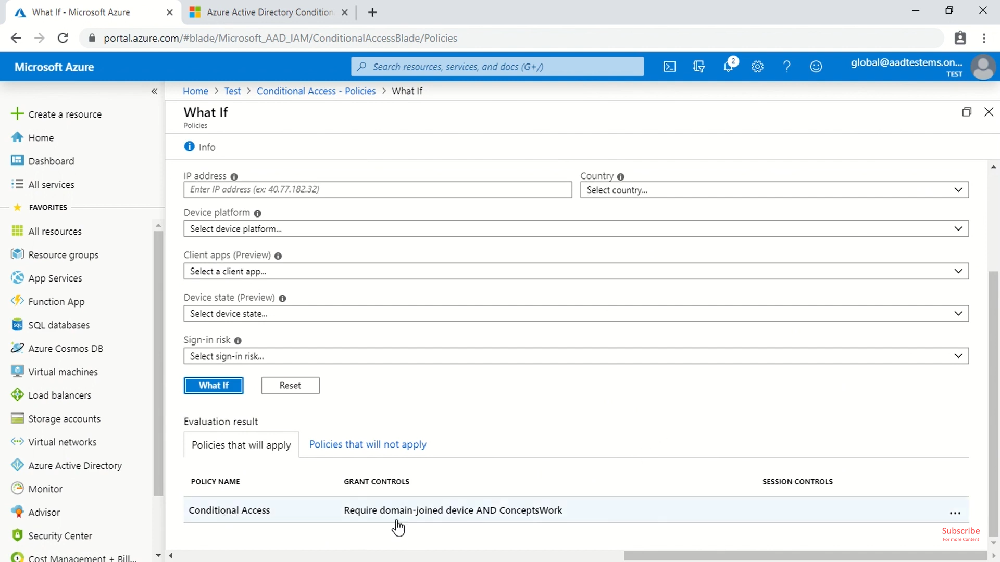 What If - Microsoft Azure
Azure Active Directory Condition
portal.azure.com/#blade/Microsoft_AAD_IAM/ConditionalAccessBlade/Policies
Microsoft Azure
Search resources, services, and docs (G+/)
2
global@aadtestems.on...
TEST
Create a resource
Home
Dashboard
All services
FAVORITES
All resources
Resource groups
App Services
Function App
SQL databases
Azure Cosmos DB
Virtual machines
Load balancers
Storage accounts
Virtual networks
Azure Active Directory
Monitor
Advisor
Security Center
Cost Management + Bill...
Home > Test > Conditional Access - Policies > What If
What If
Policies
Info
IP address
Enter IP address (ex: 40.77.182.32)
Country
Select country...
Device platform
Select device platform...
Client apps (Preview)
Select a client app...
Device state (Preview)
Select device state...
Sign-in risk
Select sign-in risk...
What If
Reset
Evaluation result
Policies that will apply
Policies that will not apply
POLICY NAME
GRANT CONTROLS
SESSION CONTROLS
Conditional Access
Require domain-joined device AND ConceptsWork
...
Subscribe
For more Content